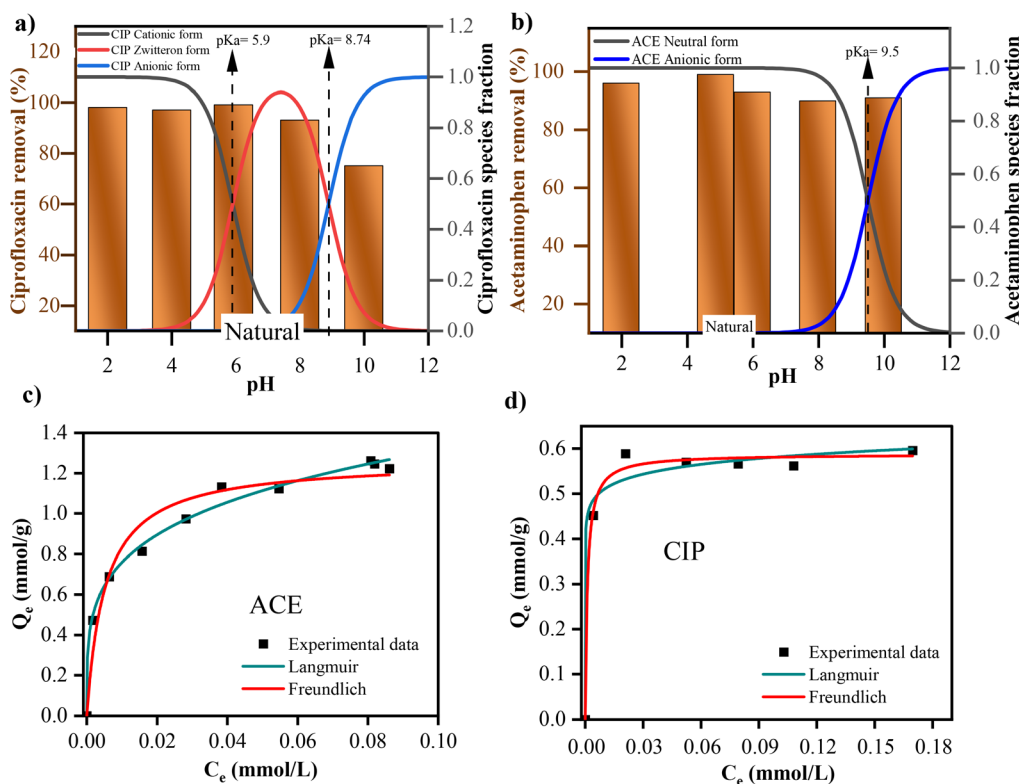 a)
CIP Cationic form
CIP Zwitteron form
CIP Anionic form
pKa= 5.9
pKa= 8.74
Ciprofloxacin removal (%)
120
100
80
60
40
20
1.2
1.0
0.8
0.6
0.4
0.2
0.0
Ciprofloxacin species fraction
Natural
2 4 6 8 10 12
pH
b)
ACE Neutral form
ACE Anionic form
pKa= 9.5
Acetaminophen removal (%)
100
80
60
40
20
1.0
0.8
0.6
0.4
0.2
0.0
Acetaminophen species fraction
Natural
2 4 6 8 10 12
pH
c)
Qe (mmol/g)
1.4
1.2
1.0
0.8
0.6
0.4
0.2
0.0
ACE
Experimental data
Langmuir
Freundlich
0.00 0.02 0.04 0.06 0.08 0.10
Ce (mmol/L)
d)
Qe (mmol/g)
0.6
0.5
0.4
0.3
0.2
0.1
0.0
CIP
Experimental data
Langmuir
Freundlich
0.00 0.03 0.06 0.09 0.12 0.15 0.18
Ce (mmol/L)